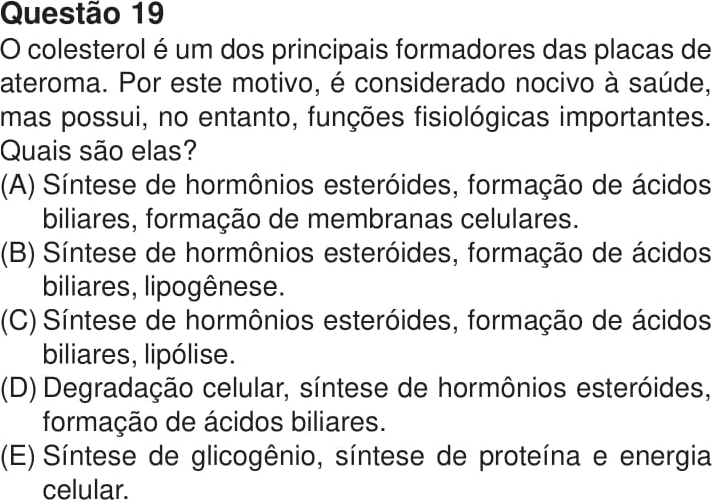 Questão 19
O colesterol é um dos principais formadores das placas de
ateroma. Por este motivo, é considerado nocivo à saúde,
mas possui, no entanto, funções fisiológicas importantes.
Quais são elas?
(A) Síntese de hormônios esteróides, formação de ácidos
biliares, formação de membranas celulares.
(B) Síntese de hormônios esteróides, formação de ácidos
biliares, lipogênese.
(C) Síntese de hormônios esteróides, formação de ácidos
biliares, lipólise.
(D) Degradação celular, síntese de hormônios esteróides,
formação de ácidos biliares.
(E) Síntese de glicogênio, síntese de proteína e energia
celular.